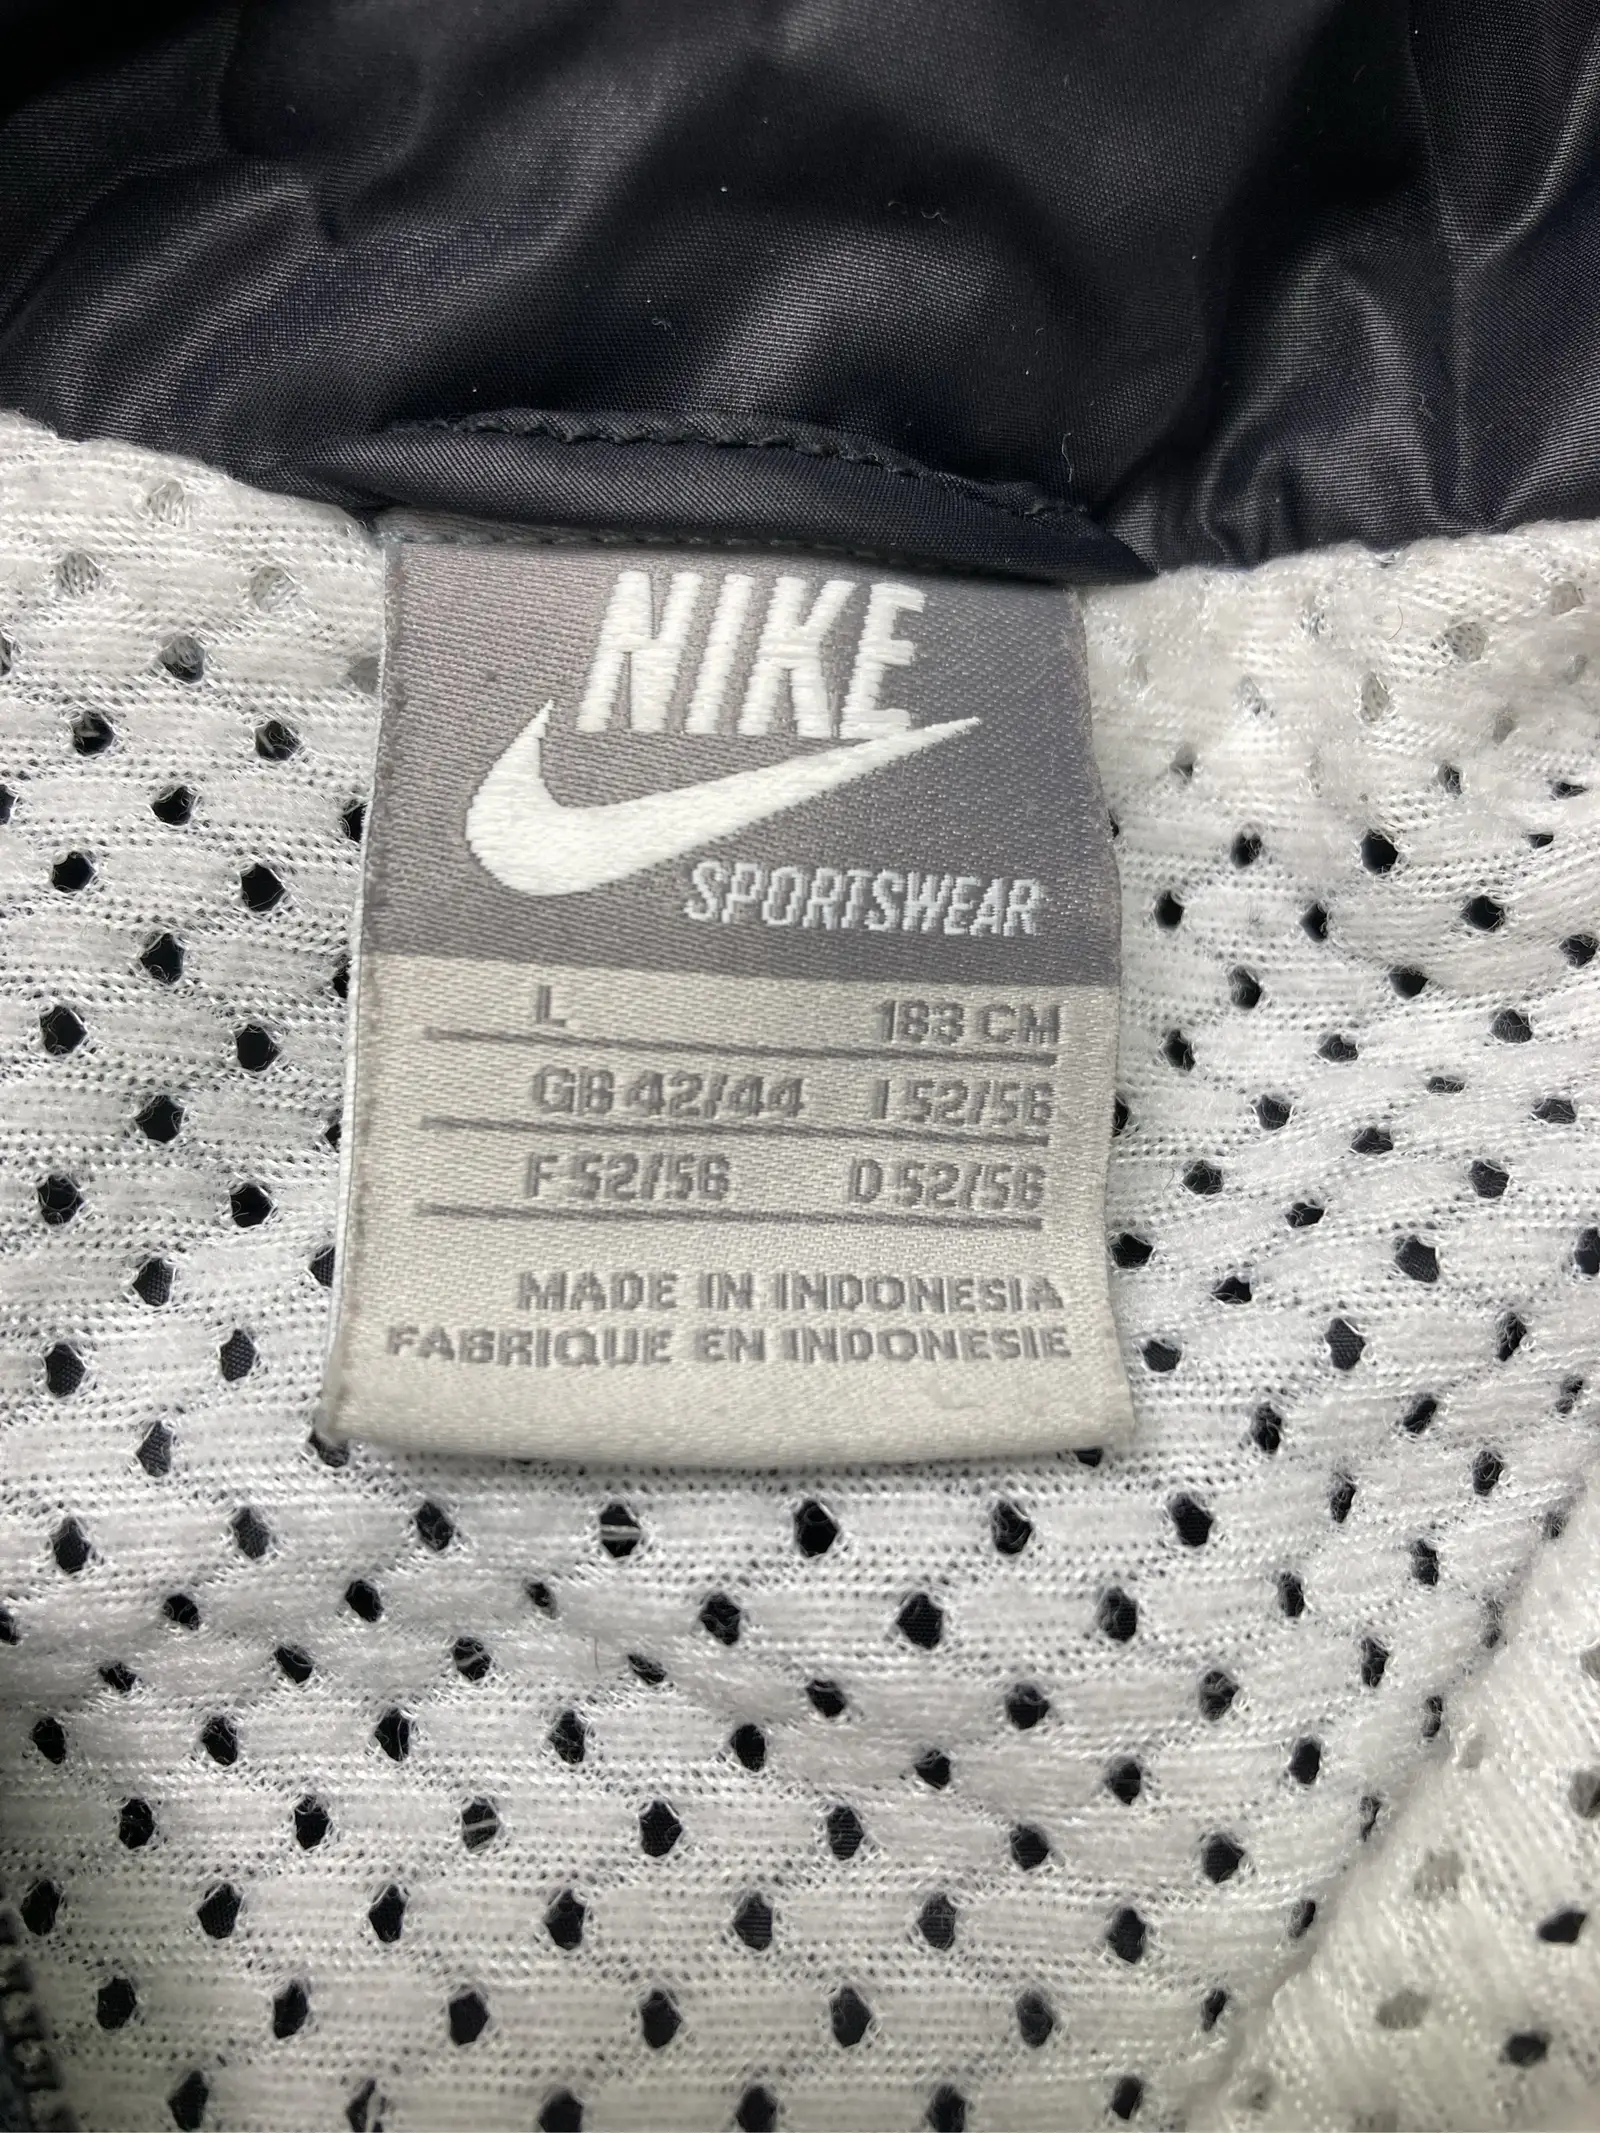 NIKE
SPORTSWEAR
L 183 CM
GB 42/44 I 52/56
F 52/56 D 52/56
MADE IN INDONESIA
FABRIQUE EN INDONESIE